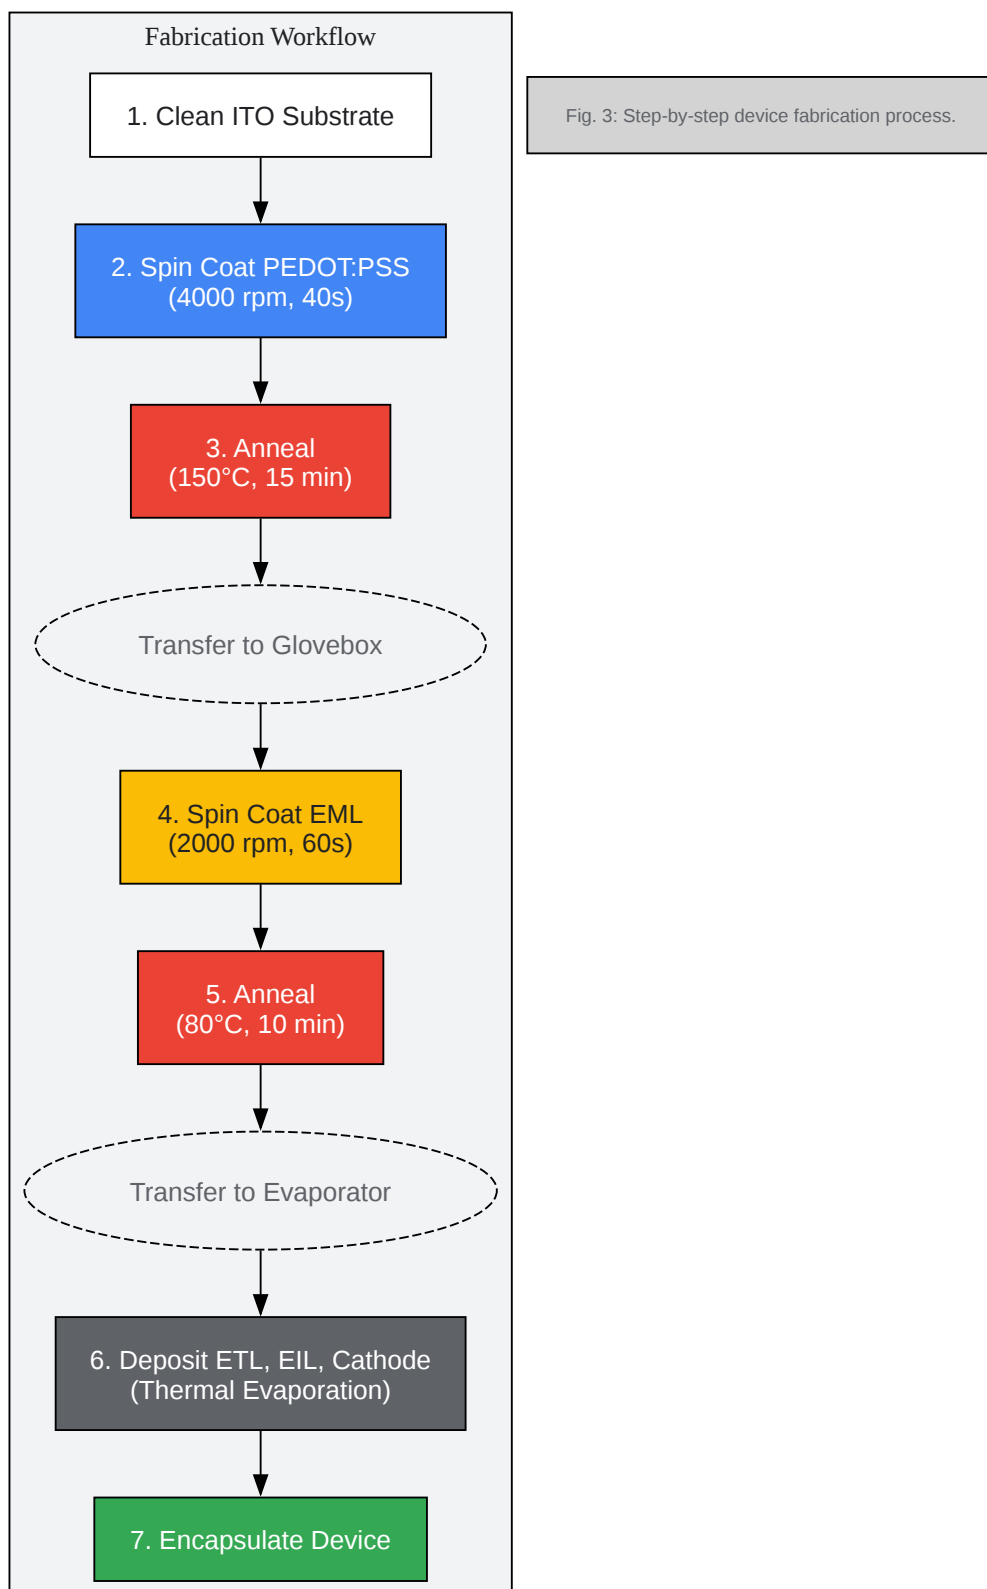 Fabrication Workflow
1. Clean ITO Substrate
Fig. 3: Step-by-step device fabrication process.
2. Spin Coat PEDOT:PSS
(4000 rpm, 40s)
3. Anneal
(150°C, 15 min)
Transfer to Glovebox
4. Spin Coat EML
(2000 rpm, 60s)
5. Anneal
(80°C, 10 min)
Transfer to Evaporator
6. Deposit ETL, EIL, Cathode
(Thermal Evaporation)
7. Encapsulate Device